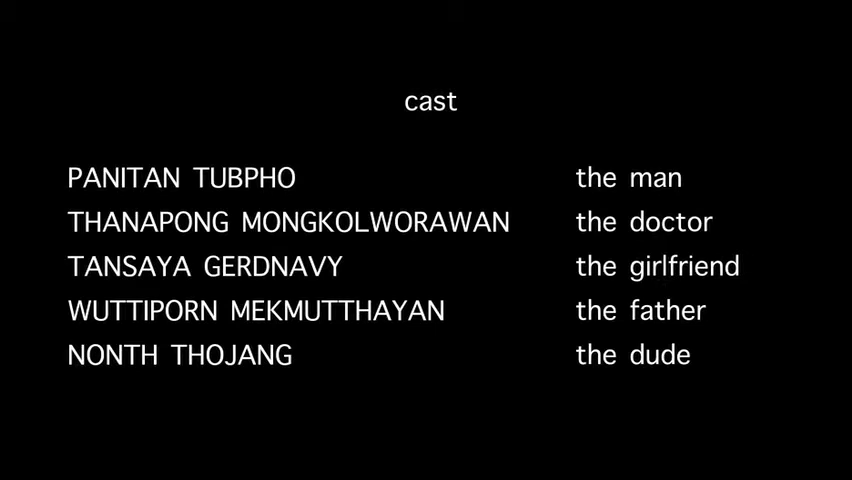 cast
PANITAN TUBPHO the man
THANAPONG MONGKOLWORAWAN the doctor
TANSAYA GERDNAVY the girlfriend
WUTTIPORN MEKMUTTHAYAN the father
NONTH THOJANG the dude